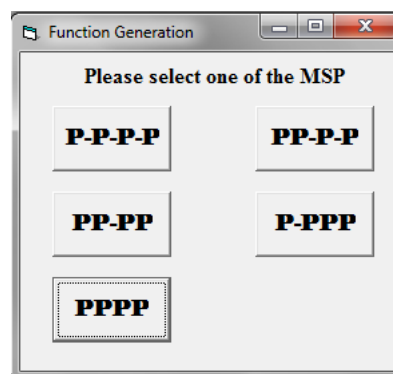 Function Generation
Please select one of the MSP
P-P-P-P
PP-P-P
PP-PP
P-PPP
PPPP